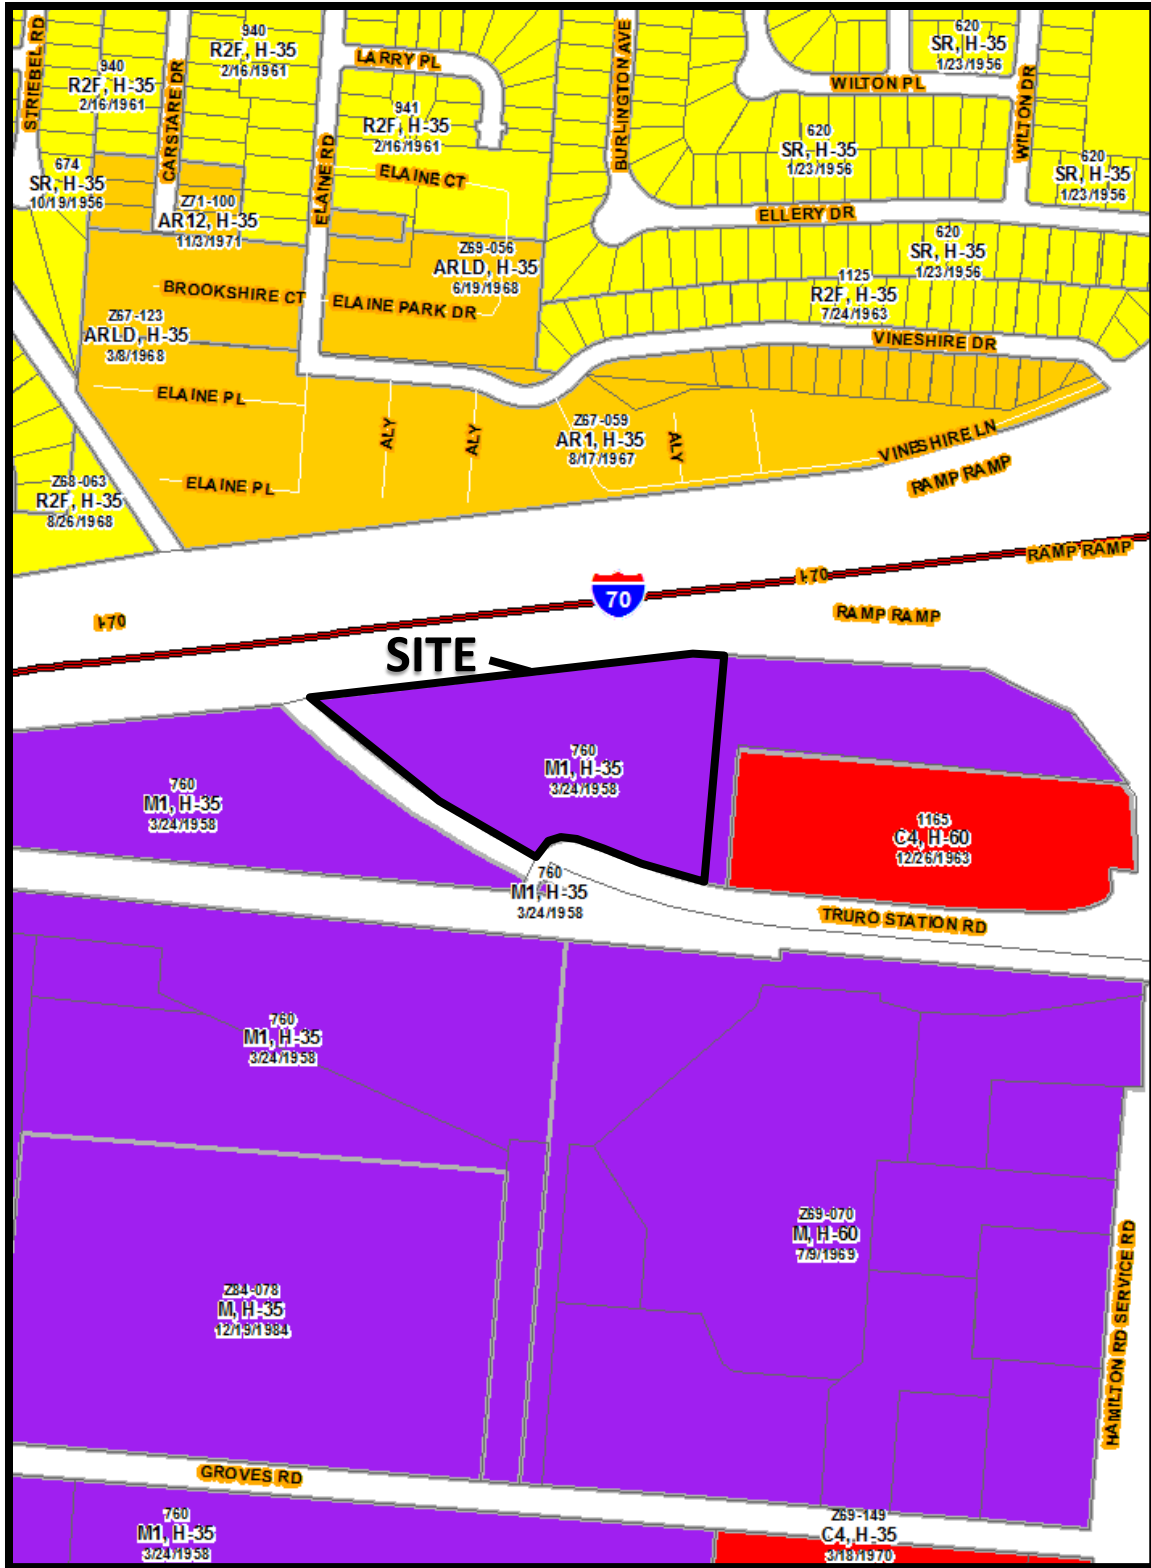 STRIEBEL RD
940
R2F, H-35
2/16/1961
940
R2F, H-35
2/16/1961
CARSTARE DR
LARRY PL
941
R2F, H-35
2/16/1961
ELAINE RD
ELAINE CT
BURLINGTON AVE
620
SR, H-35
1/23/1956
WILTON PL
WILTON DR
620
SR, H-35
1/23/1956
620
SR, H-35
1/23/1956
674
SR, H-35
10/19/1956
Z71-100
AR12, H-35
11/3/1971
ELLERY DR
620
SR, H-35
1/23/1956
Z69-056
ARLD, H-35
6/19/1968
1125
R2F, H-35
7/24/1963
BROOKSHIRE CT
ELAINE PARK DR
Z67-123
ARLD, H-35
3/8/1968
VINESHIRE DR
ELAINE PL
ALY
ALY
Z67-059
AR1, H-35
8/17/1967
ALY
VINESHIRE LN
RAMP RAMP
ELAINE PL
Z68-063
R2F, H-35
8/26/1968
RAMP RAMP
I-70
70
RAMP RAMP
I-70
SITE
760
M1, H-35
3/24/1958
760
M1, H-35
3/24/1958
1165
C4, H-60
12/26/1963
760
M1, H-35
3/24/1958
TRURO STATION RD
760
M1, H-35
3/24/1958
Z69-070
M, H-60
7/9/1969
HAMILTON RD SERVICE RD
Z84-078
M, H-35
12/19/1984
GROVES RD
760
M1, H-35
3/24/1958
Z69-149
C4, H-35
3/18/1970